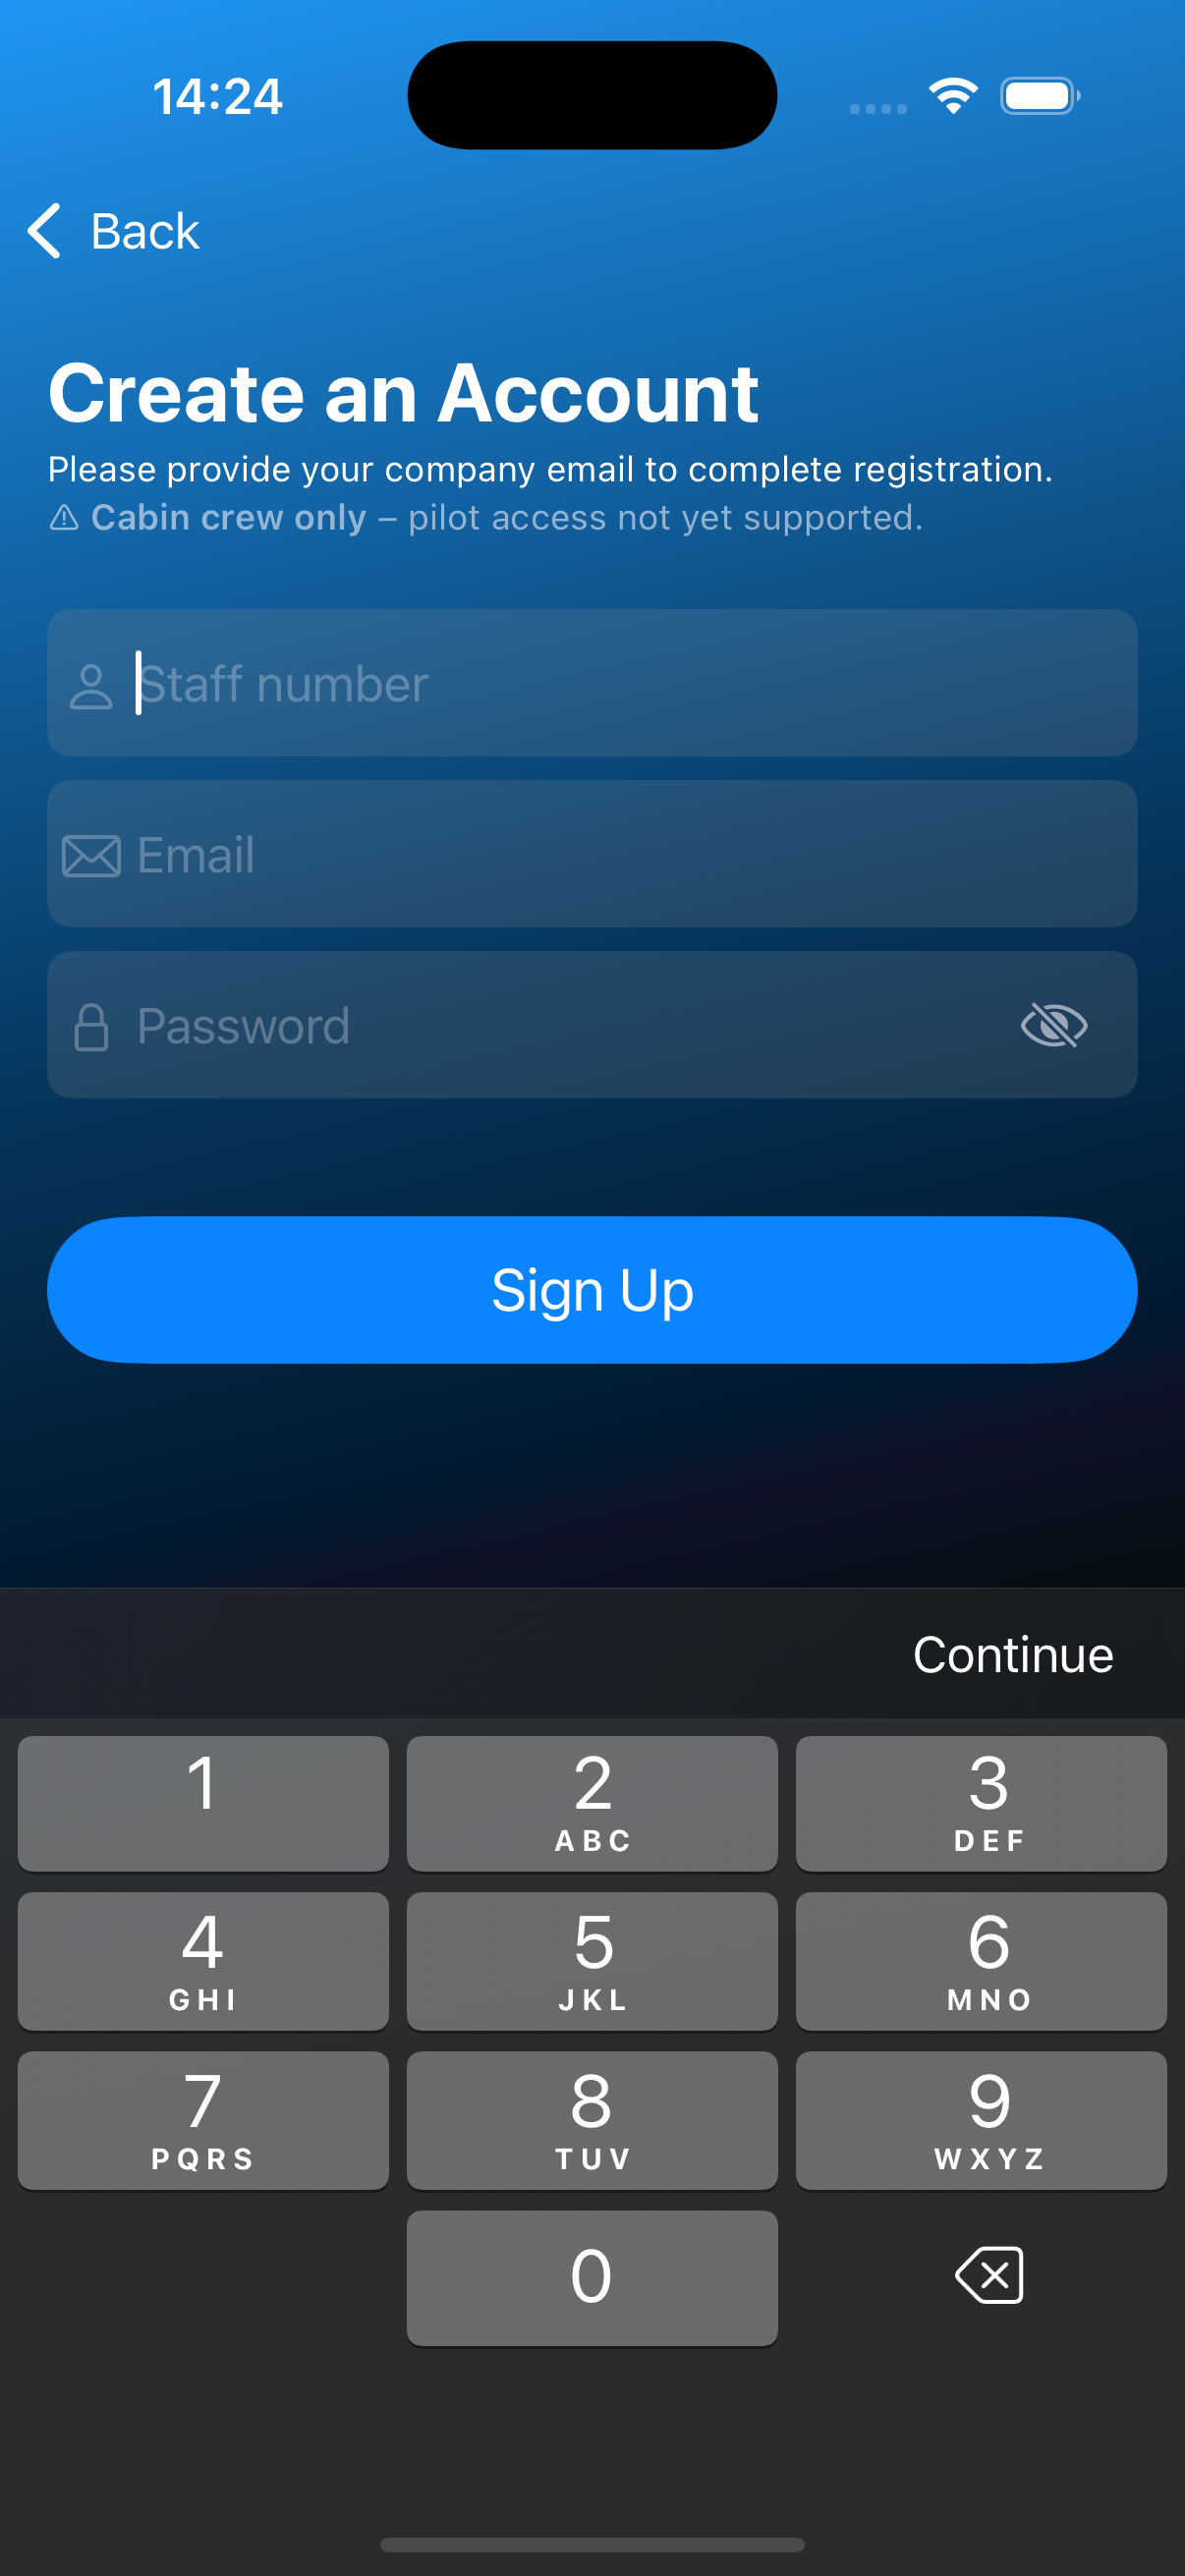 14:24
Back
Create an Account
Please provide your company email to complete registration.
Cabin crew only – pilot access not yet supported.
Staff number
Email
Password
Sign Up
Continue
1
2
3
ABC
DEF
4
5
6
GHI
JKL
MNO
7
8
9
PQRS
TUV
WXYZ
0